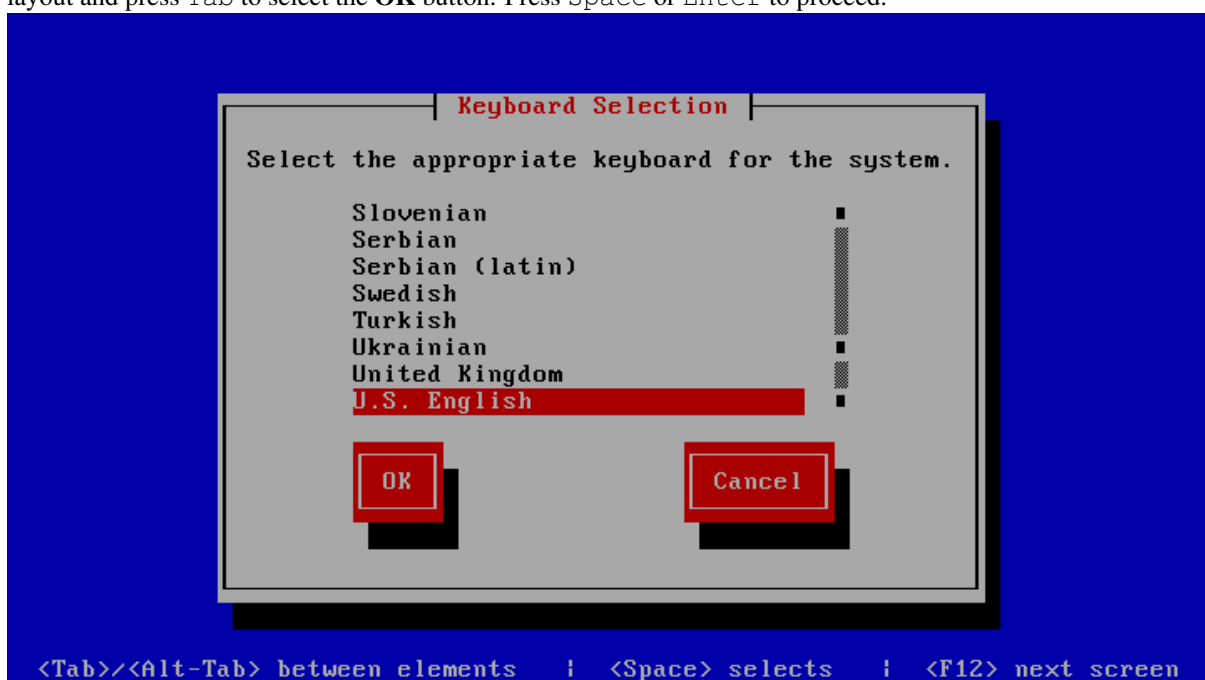 layout and press Tab to select the OK button. Press Space or Enter to proceed.
Keyboard Selection
Select the appropriate keyboard for the system.
Slovenian
Serbian
Serbian (latin)
Swedish
Turkish
Ukrainian
United Kingdom
U.S. English
OK Cancel
<Tab>/<Alt-Tab> between elements | <Space> selects | <F12> next screen